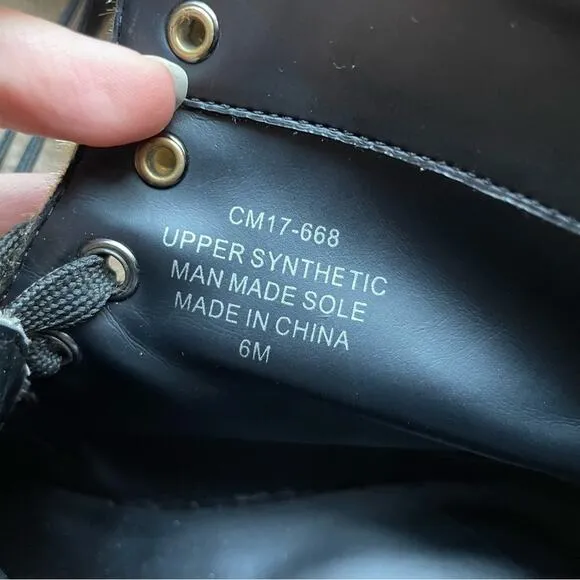 CM17-668
UPPER SYNTHETIC
MAN MADE SOLE
MADE IN CHINA
6M